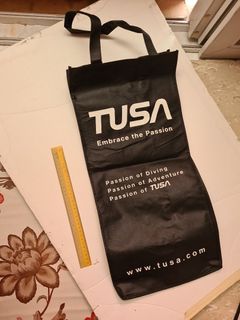 TUSA
Embrace the Passion
Passion of Diving
Passion of Adventure
Passion of TUSA
www.tusa.com